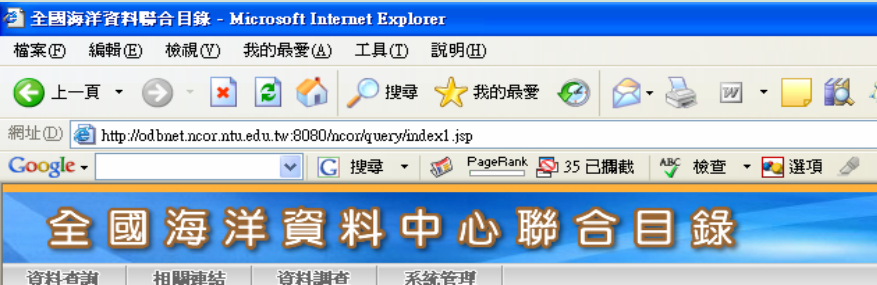 全國海洋資料聯合目錄 - Microsoft Internet Explorer
檔案(F) 編輯(E) 檢視(V) 我的最愛(A) 工具(T) 說明(H)
上一頁 搜尋 我的最愛
網址(D) http://odbnet.ncor.ntu.edu.tw:8080/ncor/query/index1.jsp
Google G 搜尋 PageRank 35 已攔截 ABC 檢查 選項
全國海洋資料中心聯合目錄
資料查詢 相關連結 資料調查 系統管理